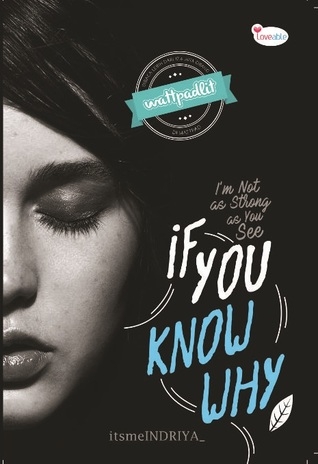 Loveable
wattpadlit
I'm Not
as Strong
as You
See
iF YOU
KNOW
WHY
itsmeINDRIYA_